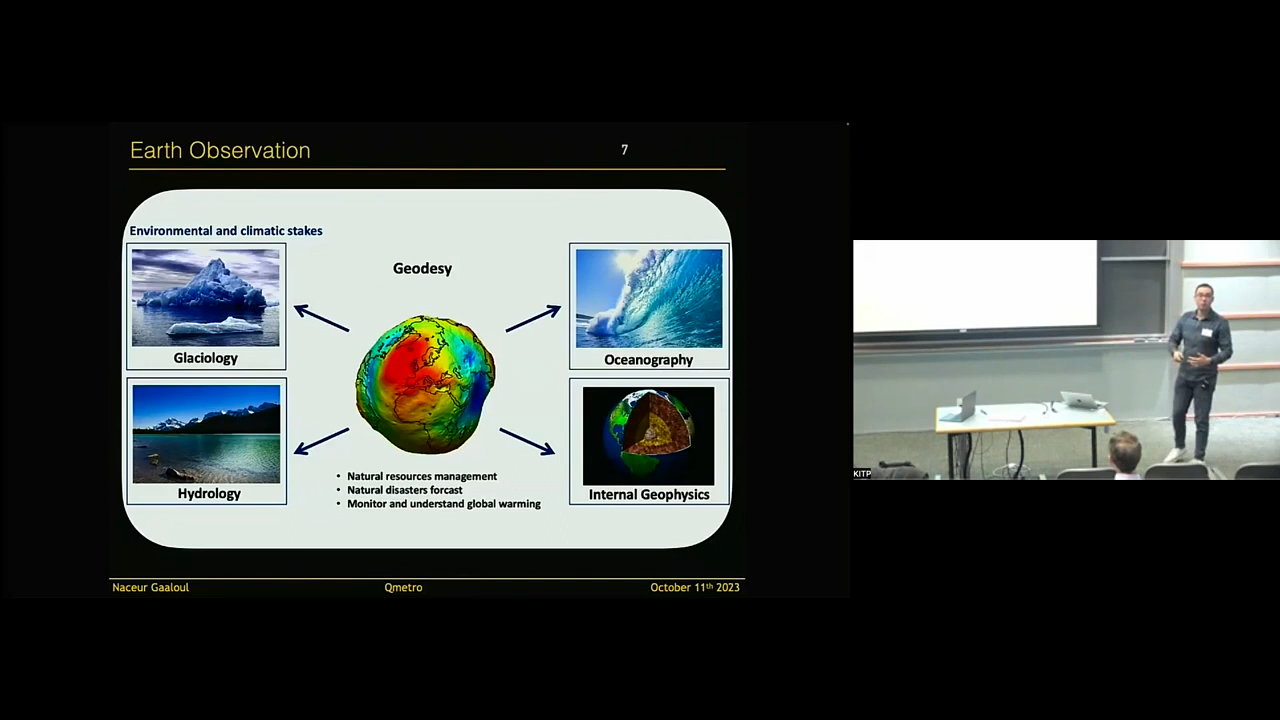 Earth Observation
7
Environmental and climatic stakes
Geodesy
Glaciology
Oceanography
Hydrology
Internal Geophysics
• Natural resources management
• Natural disasters forcast
• Monitor and understand global warming
Naceur Gaaloul
Qmetro
October 11th 2023
KITP